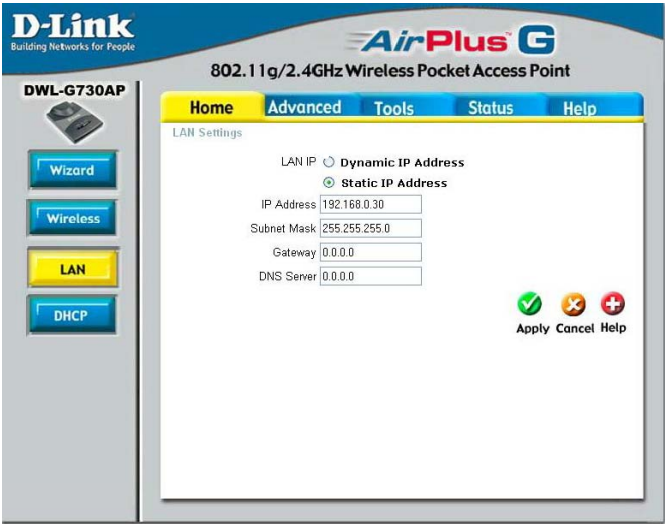 D-Link
Building Networks for People
AirPlus G
802.11g/2.4GHz Wireless Pocket Access Point
DWL-G730AP
Home Advanced Tools Status Help
LAN Settings
Wizard
Wireless
LAN
DHCP
LAN IP Dynamic IP Address
Static IP Address
IP Address 192.168.0.30
Subnet Mask 255.255.255.0
Gateway 0.0.0.0
DNS Server 0.0.0.0
Apply Cancel Help